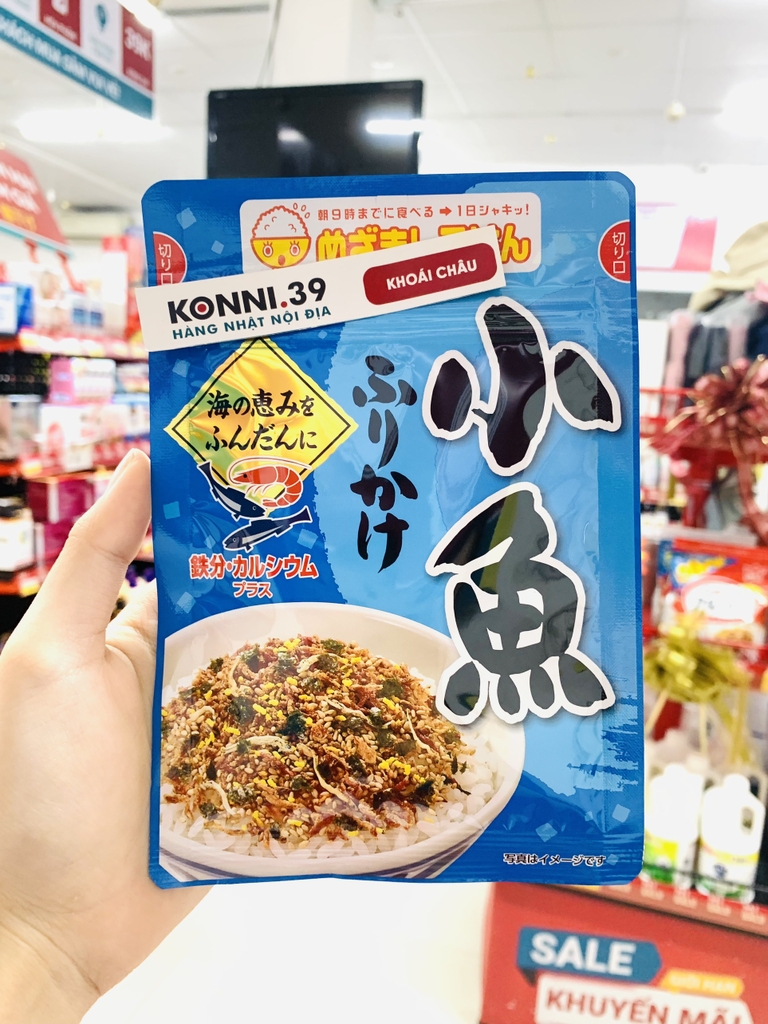 39K
朝9時までに食べる ➡ 1日シャキッ!
めざまし
切り口
切り口
KONNI.39
KHOÁI CHÂU
HÀNG NHẬT NỘI ĐỊA
小魚
ふりかけ
海の恵みを
ふんだんに
鉄分・カルシウム
プラス
写真はイメージです
SALE
GIỚI HẠN
KHUYẾN MÃI